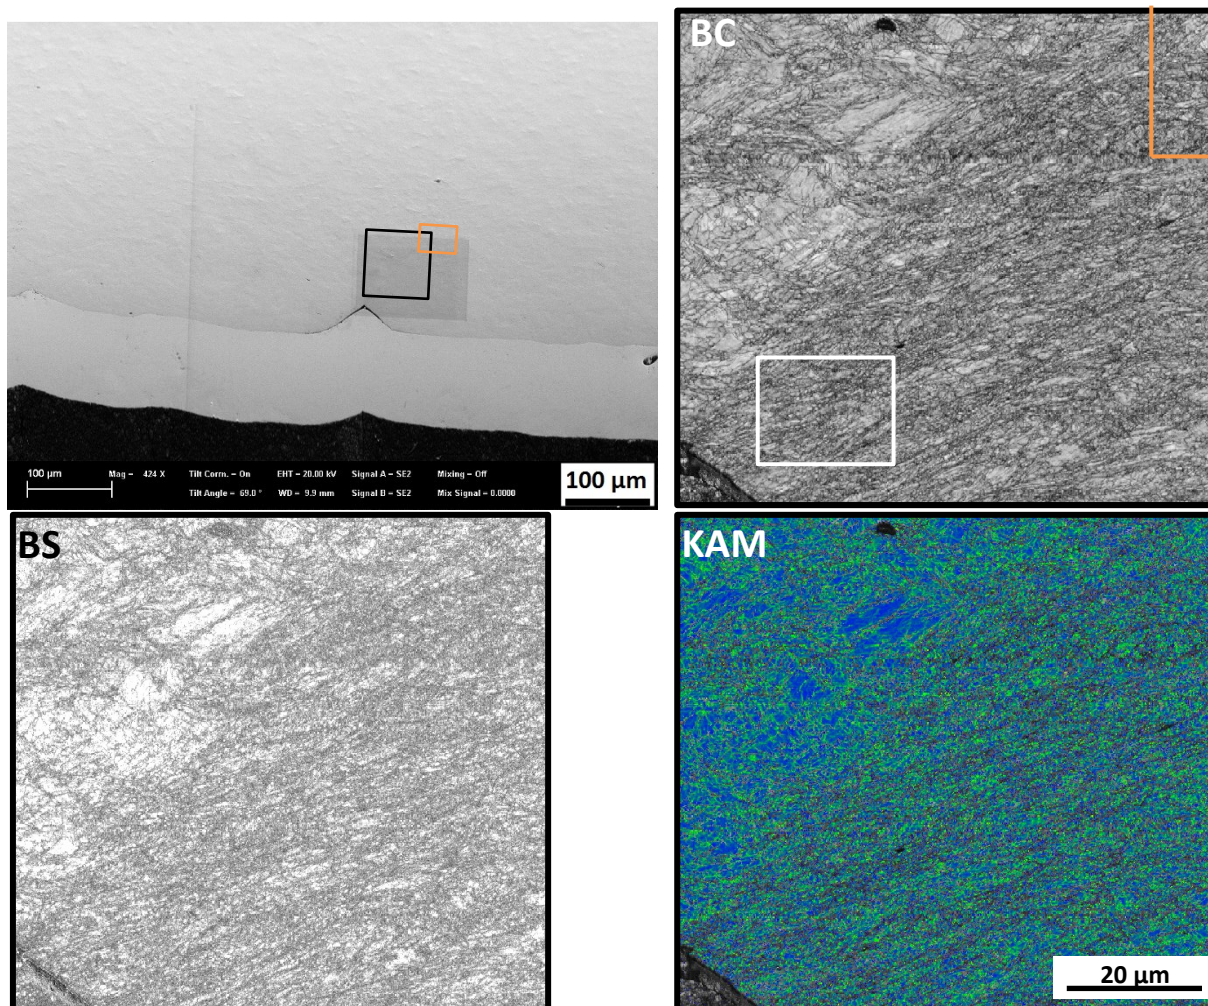 BC
100 µm
Mag = 424 X
Tilt Corrn. = On
EHT = 20.00 kV
Signal A = SE2
Mixing = Off
Tilt Angle = 69.0 °
WD = 9.9 mm
Signal B = SE2
Mix Signal = 0.0000
100 µm
BS
KAM
20 µm